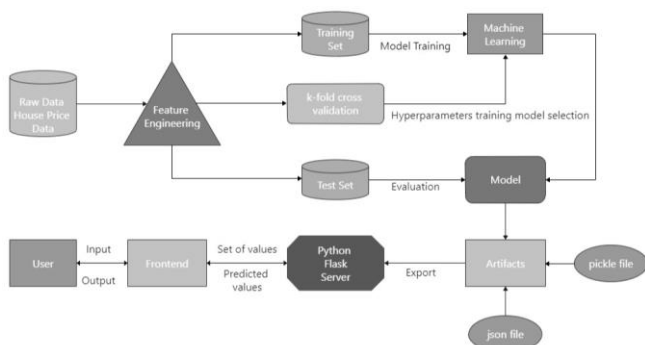 Training
Set
Model Training
Machine
Learning
Raw Data
House Price
Data
Feature
Engineering
k-fold cross
validation
Hyperparameters training model selection
Test Set
Evaluation
Model
User
Input
Output
Frontend
Set of values
Predicted
values
Python
Flask
Server
Export
Artifacts
pickle file
json file